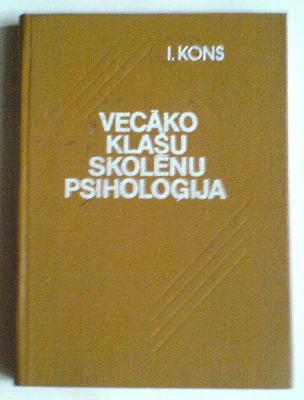 I. KONS
VECĀKO
KLAŠU
SKOLĒNU
PSIHOLOĢIJA